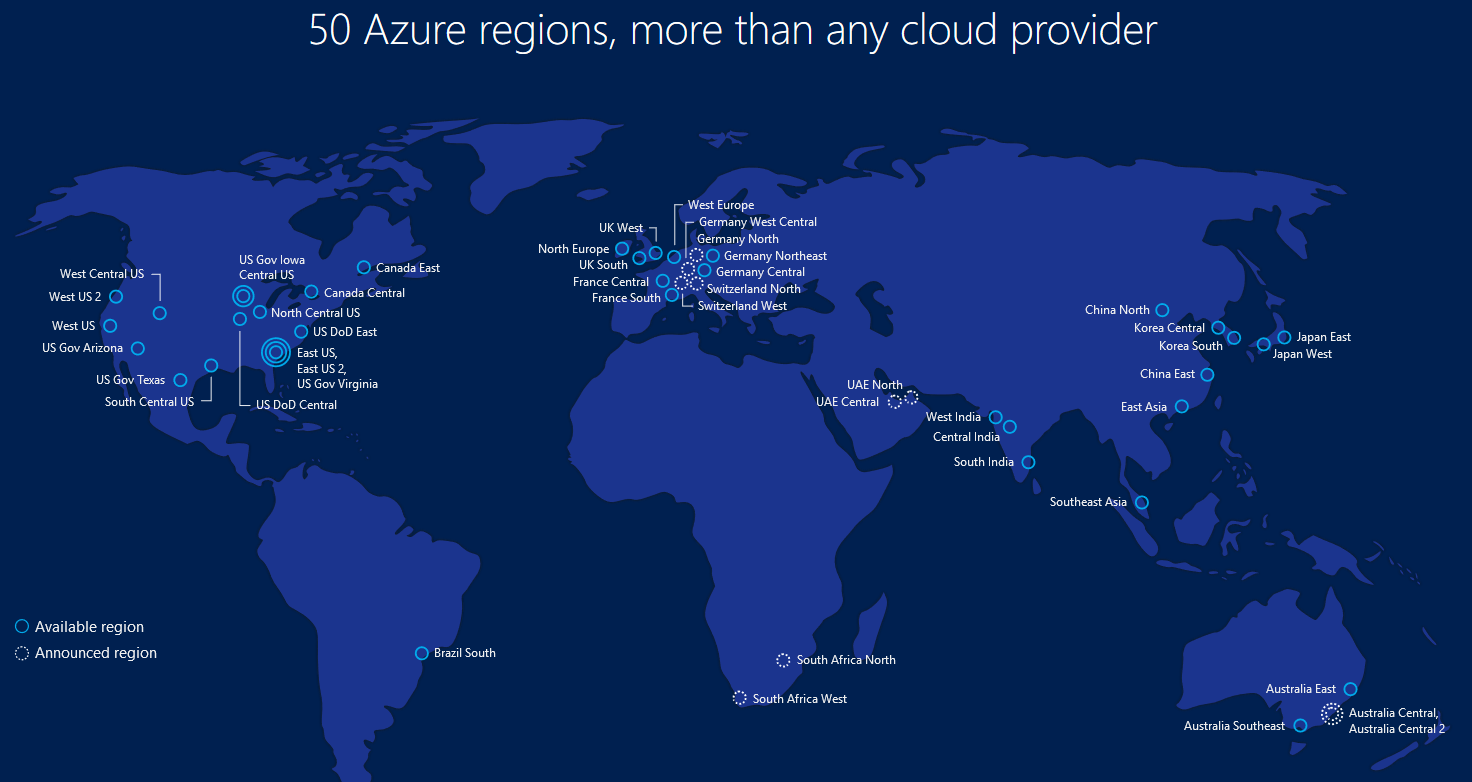 50 Azure regions, more than any cloud provider
West Central US
West US 2
West US
US Gov Arizona
US Gov Texas
South Central US
US Gov Iowa
Central US
Canada East
Canada Central
North Central US
US DoD East
East US,
East US 2,
US Gov Virginia
US DoD Central
Brazil South
West Europe
UK West
Germany West Central
Germany North
North Europe
UK South
Germany Northeast
Germany Central
France Central
France South
Switzerland North
Switzerland West
UAE North
UAE Central
West India
Central India
South India
China North
Korea Central
Korea South
Japan East
Japan West
China East
East Asia
Southeast Asia
South Africa North
South Africa West
Australia East
Australia Southeast
Australia Central,
Australia Central 2
Available region
Announced region